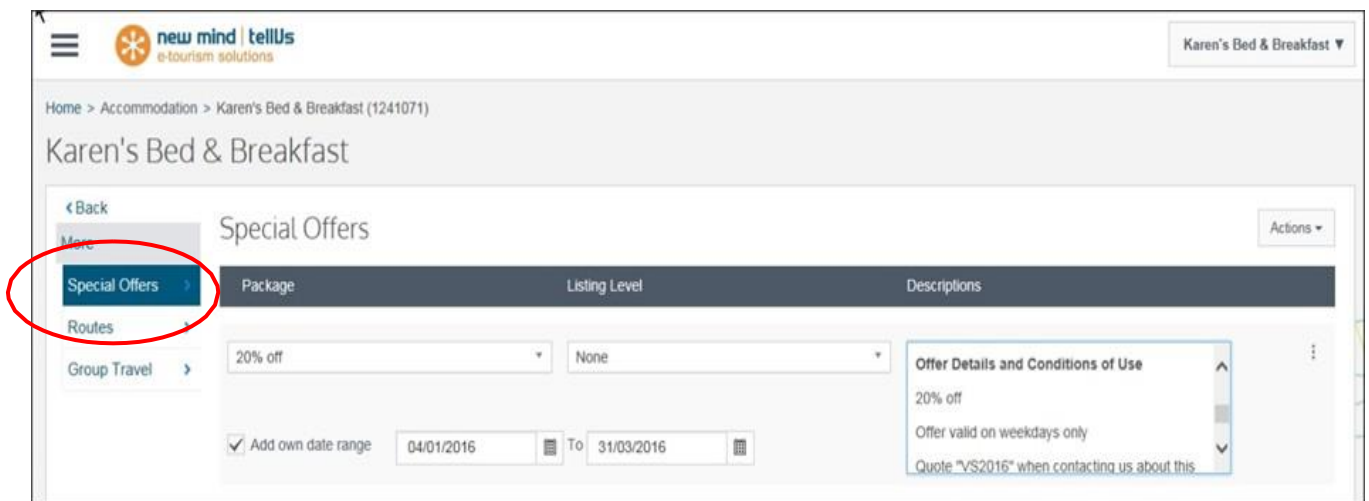 new mind | tellUs
e-tourism solutions
Karen's Bed & Breakfast ▼
Home > Accommodation > Karen's Bed & Breakfast (1241071)
Karen's Bed & Breakfast
Back
More
Special Offers
Routes
Group Travel
Special Offers
Actions
Package Listing Level Descriptions
20% off
None
Offer Details and Conditions of Use
20% off
Offer valid on weekdays only
Quote "VS2016" when contacting us about this
Add own date range 04/01/2016 To 31/03/2016